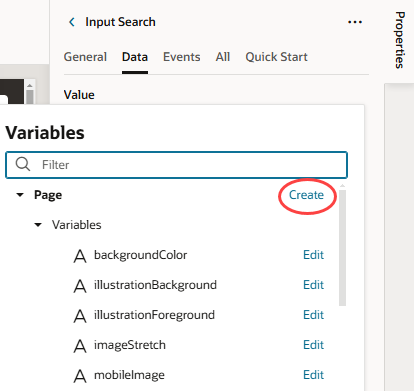 Input Search
Properties
General Data Events All Quick Start
Value
Variables
Filter
Page Create
Variables
backgroundColor Edit
illustrationBackground Edit
illustrationForeground Edit
imageStretch Edit
mobileImage Edit